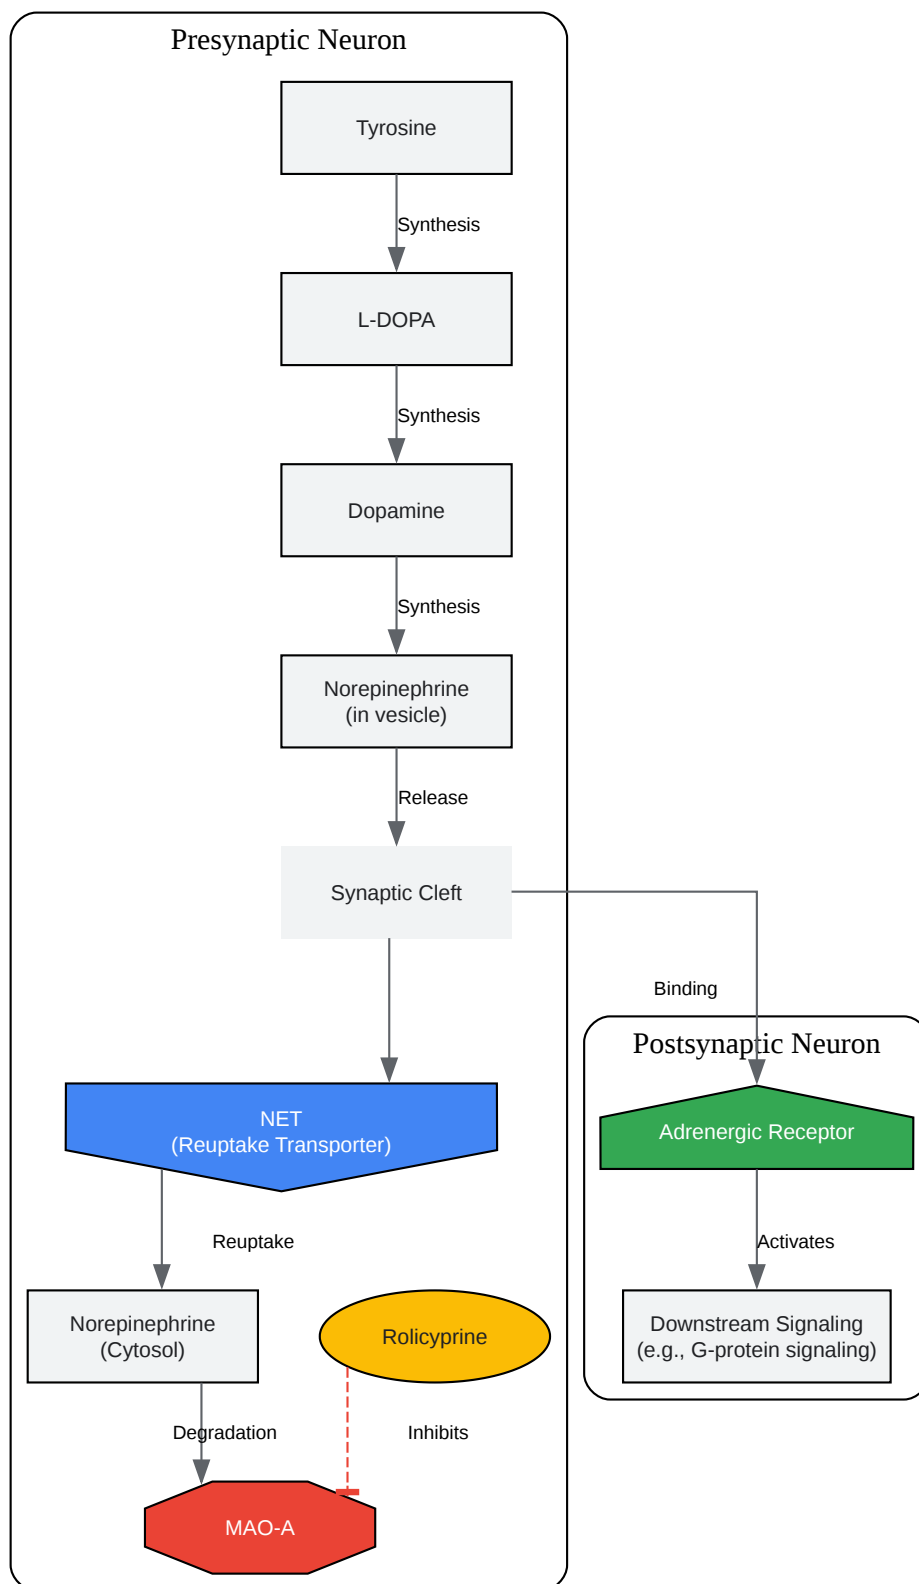 Presynaptic Neuron
Tyrosine
Synthesis
L-DOPA
Synthesis
Dopamine
Synthesis
Norepinephrine
(in vesicle)
Release
Synaptic Cleft
Binding
Postsynaptic Neuron
NET
(Reuptake Transporter)
Adrenergic Receptor
Reuptake
Activates
Norepinephrine
(Cytosol)
Rolicyprine
Downstream Signaling
(e.g., G-protein signaling)
Degradation
Inhibits
MAO-A